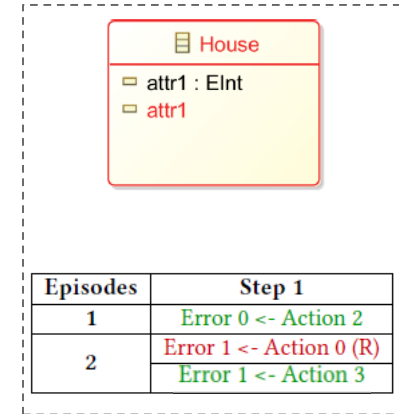 House
attr1 : EInt
attr1
Episodes Step 1
1 Error 0 <- Action 2
2 Error 1 <- Action 0 (R)
Error 1 <- Action 3